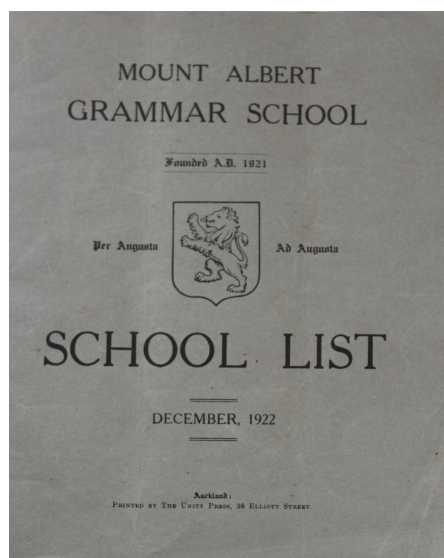 MOUNT ALBERT
GRAMMAR SCHOOL
Founded A.D. 1921
Per Augusta Ad Augusta
SCHOOL LIST
DECEMBER, 1922
Auckland:
PRINTED BY THE UNITY PRESS, 38 ELLIOTT STREET.